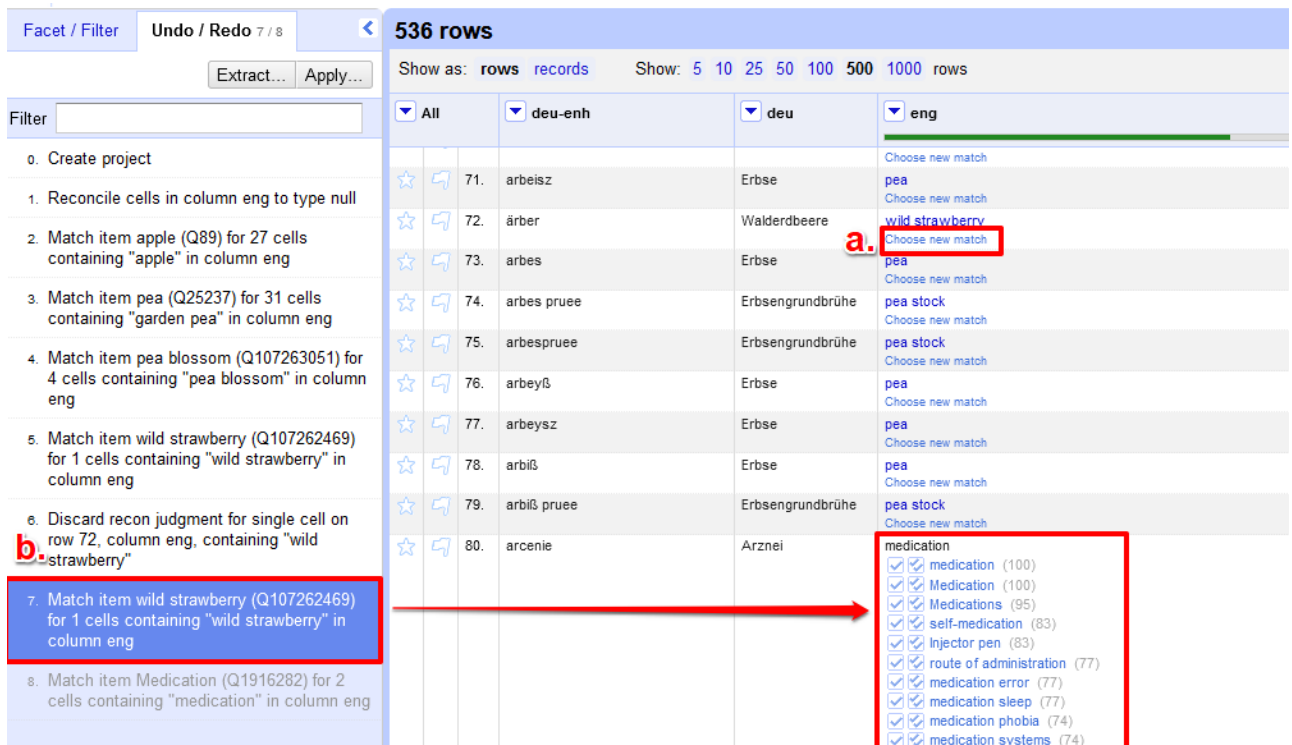 Facet / Filter
Undo / Redo 7 / 8
Extract...
Apply...
Filter
0. Create project
1. Reconcile cells in column eng to type null
2. Match item apple (Q89) for 27 cells
containing "apple" in column eng
3. Match item pea (Q25237) for 31 cells
containing "garden pea" in column eng
4. Match item pea blossom (Q107263051) for
4 cells containing "pea blossom" in column
eng
5. Match item wild strawberry (Q107262469)
for 1 cells containing "wild strawberry" in
column eng
6. Discard recon judgment for single cell on
row 72, column eng, containing "wild
strawberry"
b.
7. Match item wild strawberry (Q107262469)
for 1 cells containing "wild strawberry" in
column eng
8. Match item Medication (Q1916282) for 2
cells containing "medication" in column eng
536 rows
Show as: rows records Show: 5 10 25 50 100 500 1000 rows
All deu-enh deu eng
Choose new match
71. arbeisz Erbse pea
Choose new match
72. ärber Walderdbeere wild strawberry
a. Choose new match
73. arbes Erbse pea
Choose new match
74. arbes pruee Erbsengrundbrühe pea stock
Choose new match
75. arbespruee Erbsengrundbrühe pea stock
Choose new match
76. arbeyß Erbse pea
Choose new match
77. arbeysz Erbse pea
Choose new match
78. arbiß Erbse pea
Choose new match
79. arbiß pruee Erbsengrundbrühe pea stock
Choose new match
80. arcenie Arznei medication
medication (100)
Medication (100)
Medications (95)
self-medication (83)
Injector pen (83)
route of administration (77)
medication error (77)
medication sleep (77)
medication phobia (74)
medication systems (74)